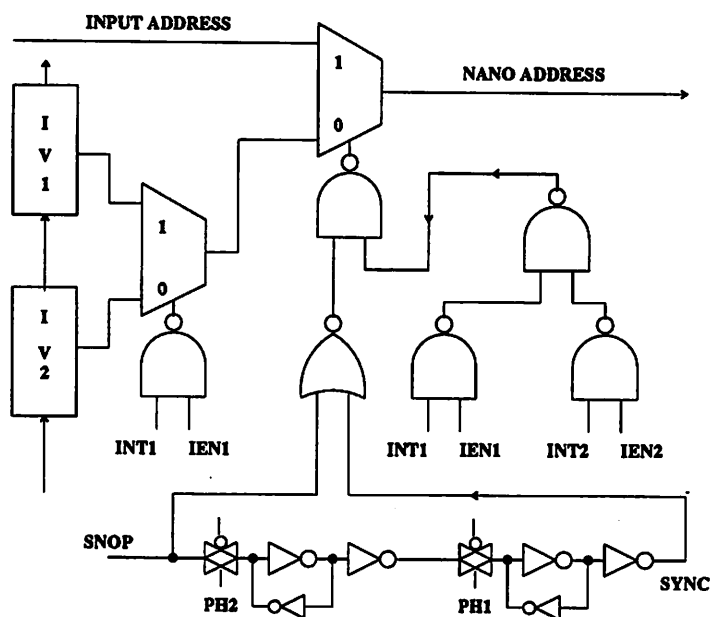 INPUT ADDRESS
1
NANO ADDRESS
0
I
V
1
1
0
I
V
2
INT1 IEN1
INT1 IEN1
INT2 IEN2
SNOP
PH2
PH1
SYNC